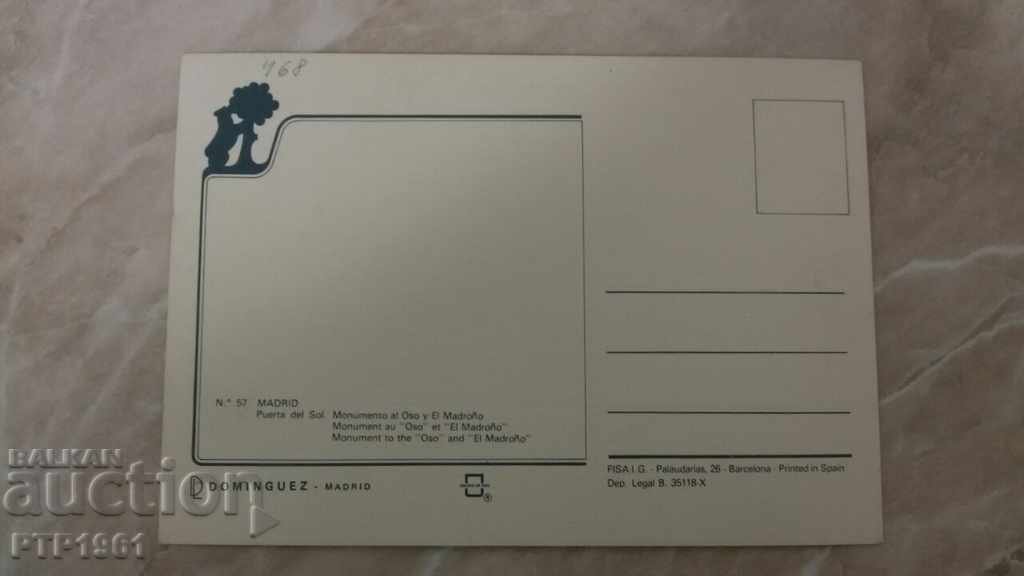 468
N.° 57 MADRID
Puerta del Sol. Monumento al Oso y El Madroño
Monument au "Oso" et "El Madroño"
Monument to the "Oso" and "El Madroño"
DOMINGUEZ - MADRID
®
FISA I.G. - Palaudarias, 26 - Barcelona - Printed in Spain
Dep. Legal B. 35118-X
BALKAN
auction
PTP1961